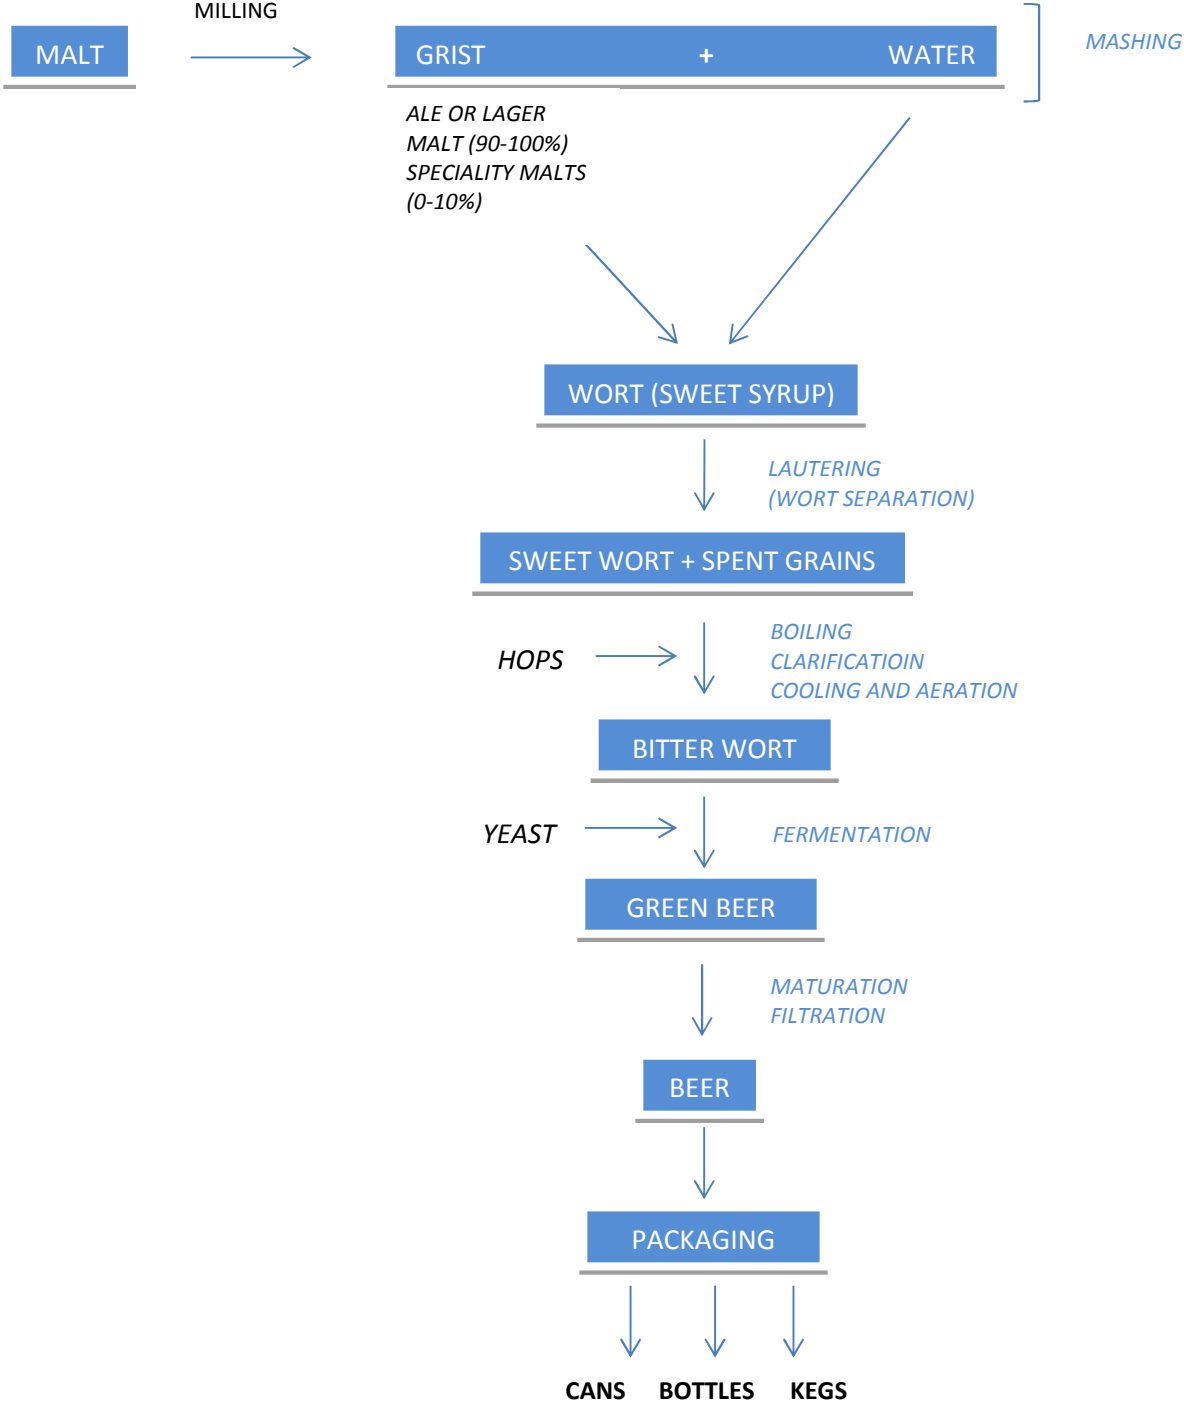 MILLING
MALT
GRIST + WATER
MASHING
ALE OR LAGER
MALT (90-100%)
SPECIALITY MALTS
(0-10%)
WORT (SWEET SYRUP)
LAUTERING
(WORT SEPARATION)
SWEET WORT + SPENT GRAINS
HOPS
BOILING
CLARIFICATIOIN
COOLING AND AERATION
BITTER WORT
YEAST
FERMENTATION
GREEN BEER
MATURATION
FILTRATION
BEER
PACKAGING
CANS BOTTLES KEGS